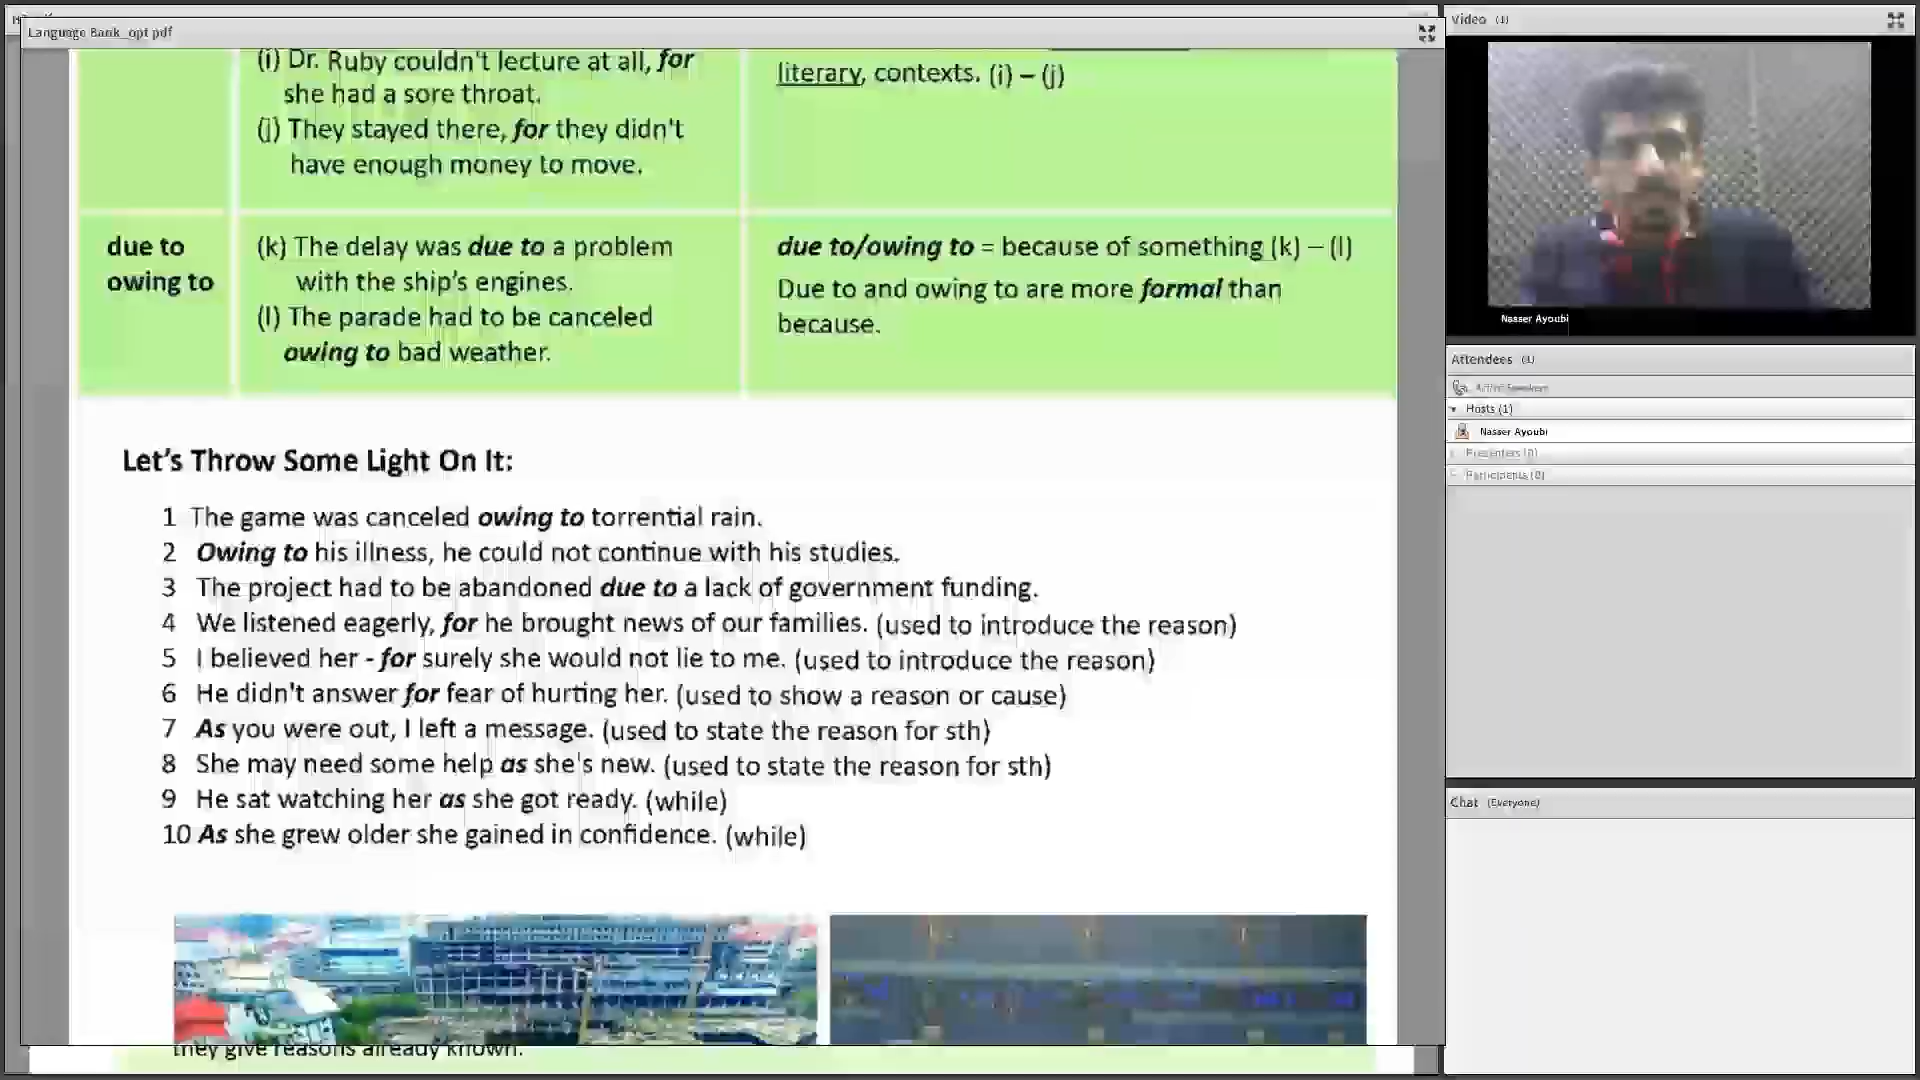 Language Bank_opt pdf
(i) Dr. Ruby couldn't lecture at all, for
she had a sore throat.
(j) They stayed there, for they didn't
have enough money to move.
literary, contexts. (i) – (j)
due to
owing to
(k) The delay was due to a problem
with the ship's engines.
(l) The parade had to be canceled
owing to bad weather.
due to/owing to = because of something (k) – (l)
Due to and owing to are more formal than
because.
Let's Throw Some Light On It:
1 The game was canceled owing to torrential rain.
2 Owing to his illness, he could not continue with his studies.
3 The project had to be abandoned due to a lack of government funding.
4 We listened eagerly, for he brought news of our families. (used to introduce the reason)
5 I believed her - for surely she would not lie to me. (used to introduce the reason)
6 He didn't answer for fear of hurting her. (used to show a reason or cause)
7 As you were out, I left a message. (used to state the reason for sth)
8 She may need some help as she's new. (used to state the reason for sth)
9 He sat watching her as she got ready. (while)
10 As she grew older she gained in confidence. (while)
they give reasons already known.
Video (1)
Nasser Ayoubi
Attendees (1)
Active Speakers
Hosts (1)
Nasser Ayoubi
Presenters (0)
Participants (0)
Chat (Everyone)